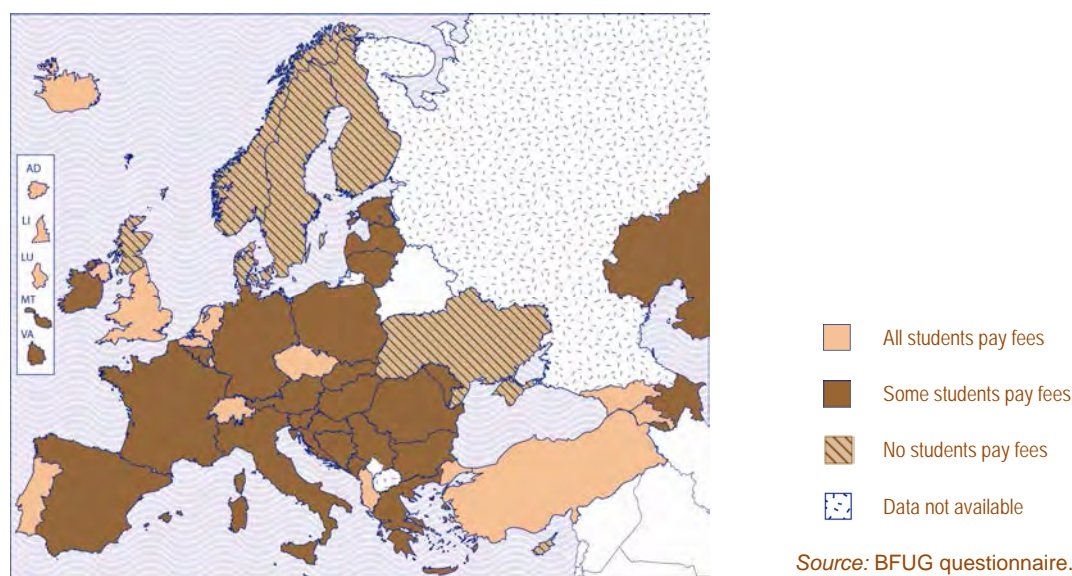 AD
LI
LU
MT
VA
All students pay fees
Some students pay fees
No students pay fees
Data not available
Source: BFUG questionnaire.